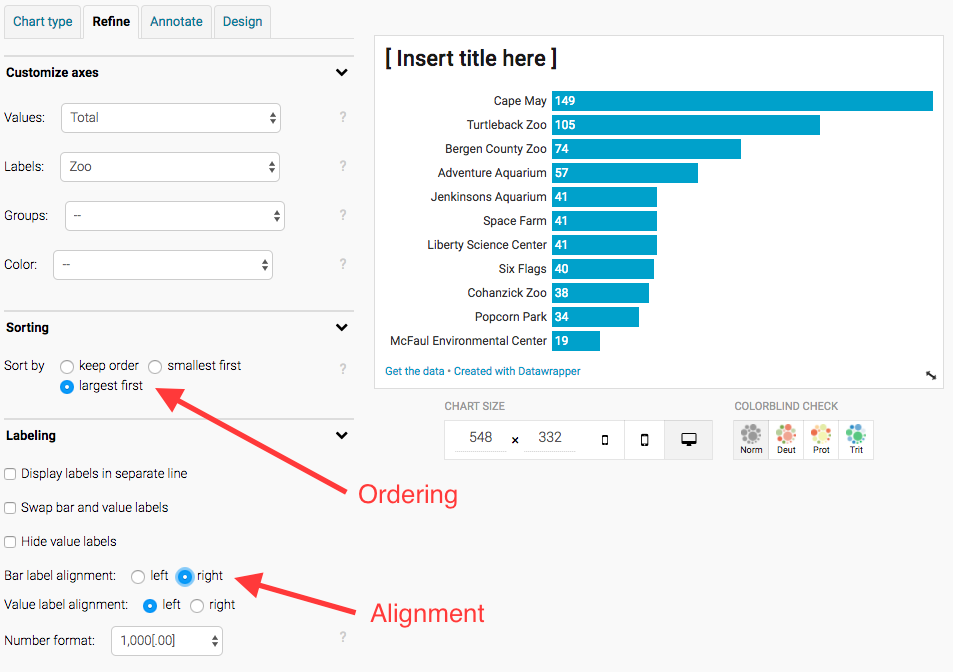 Chart type Refine Annotate Design
Customize axes
Values: Total ?
Labels: Zoo ?
Groups: -- ?
Color: -- ?
Sorting
Sort by keep order smallest first ?
largest first
Labeling
Display labels in separate line
Swap bar and value labels
Hide value labels
Bar label alignment: left right
Value label alignment: left right
Number format: 1,000[.00] ?
Ordering
Alignment
[ Insert title here ]
Cape May 149
Turtleback Zoo 105
Bergen County Zoo 74
Adventure Aquarium 57
Jenkinsons Aquarium 41
Space Farm 41
Liberty Science Center 41
Six Flags 40
Cohanzick Zoo 38
Popcorn Park 34
McFaul Environmental Center 19
Get the data • Created with Datawrapper
CHART SIZE
548 × 332
COLORBLIND CHECK
Norm Deut Prot Trit